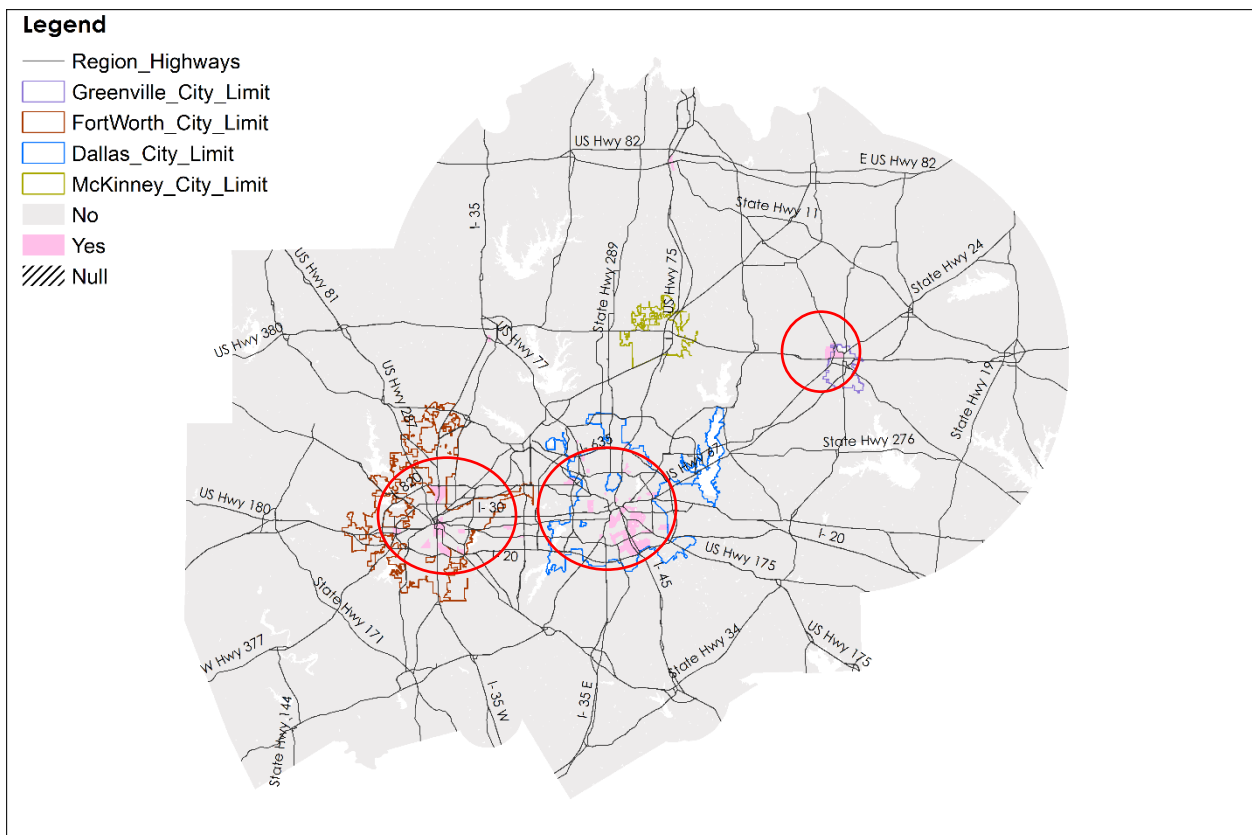 Legend
Region_Highways
Greenville_City_Limit
FortWorth_City_Limit
Dallas_City_Limit
McKinney_City_Limit
No
Yes
Null
US Hwy 82
E US Hwy 82
State Hwy 11
I- 35
State Hwy 24
US Hwy 81
State Hwy 289
US Hwy 75
US Hwy 380
US Hwy 77
State Hwy 19
US Hwy 287
State Hwy 276
I- 635
US Hwy 67
I- 820
US Hwy 180
I- 30
I- 20
I- 20
US Hwy 175
I- 45
State Hwy 171
State Hwy 34
US Hwy 175
W Hwy 377
I- 35 W
I- 35 E
State Hwy 144